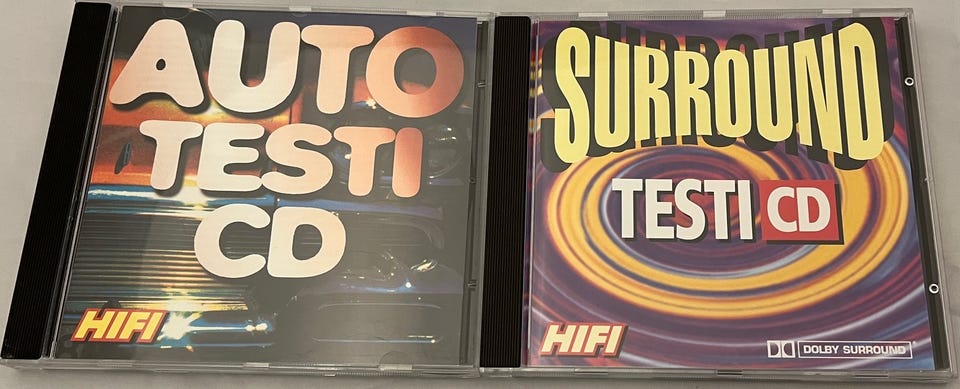 AUTO
TESTI
CD
HIFI
SURROUND
TESTI CD
HIFI
DOLBY SURROUND